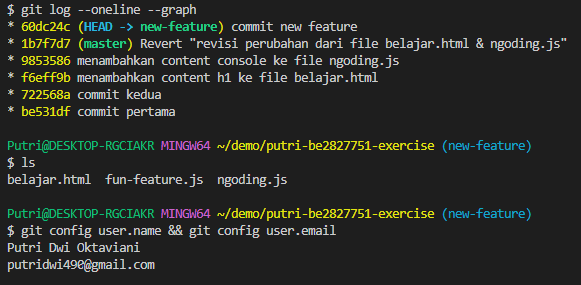 $ git log --oneline --graph
* 60dc24c (HEAD -> new-feature) commit new feature
* 1b7f7d7 (master) Revert "revisi perubahan dari file belajar.html & ngoding.js"
* 9853586 menambahkan content console ke file ngoding.js
* f6eff9b menambahkan content h1 ke file belajar.html
* 722568a commit kedua
* be531df commit pertama
Putri@DESKTOP-RGCIAKR MINGW64 ~/demo/putri-be2827751-exercise (new-feature)
$ ls
belajar.html  fun-feature.js  ngoding.js
Putri@DESKTOP-RGCIAKR MINGW64 ~/demo/putri-be2827751-exercise (new-feature)
$ git config user.name && git config user.email
Putri Dwi Oktaviani
putridwi490@gmail.com